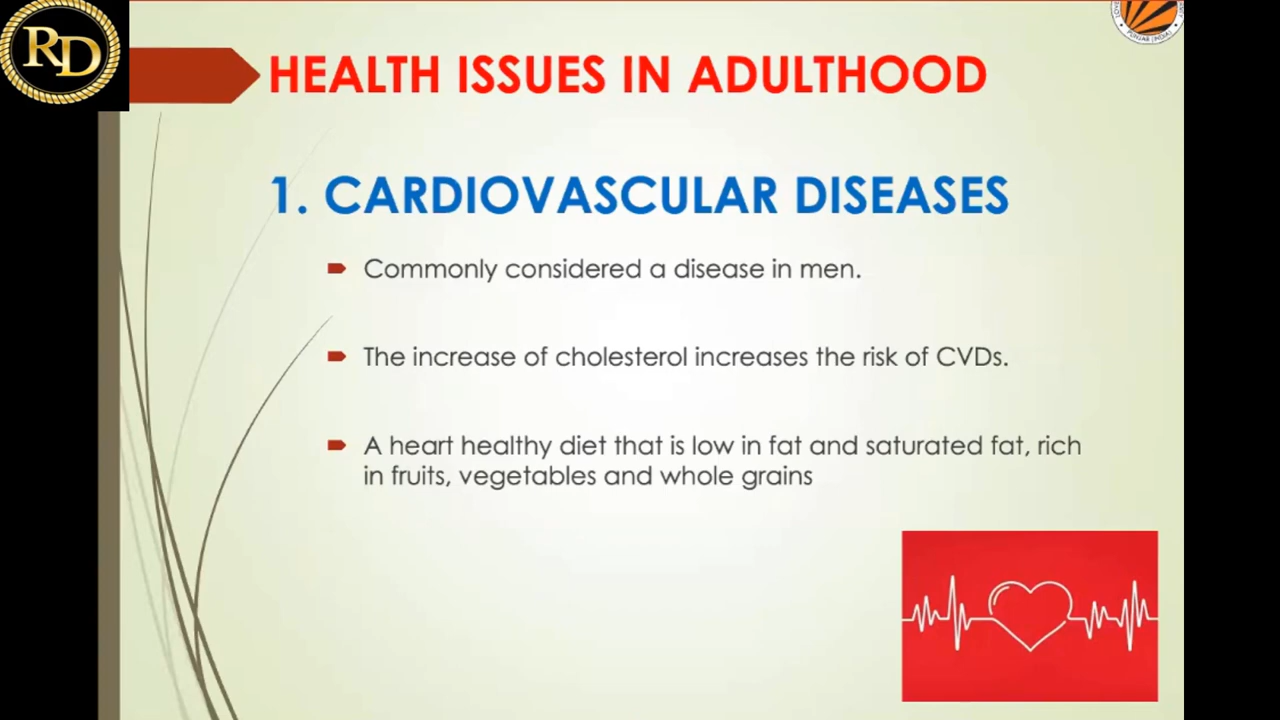 RD
HEALTH ISSUES IN ADULTHOOD
PUNJAB (INDIA)
1. CARDIOVASCULAR DISEASES
Commonly considered a disease in men.
The increase of cholesterol increases the risk of CVDs.
A heart healthy diet that is low in fat and saturated fat, rich
in fruits, vegetables and whole grains